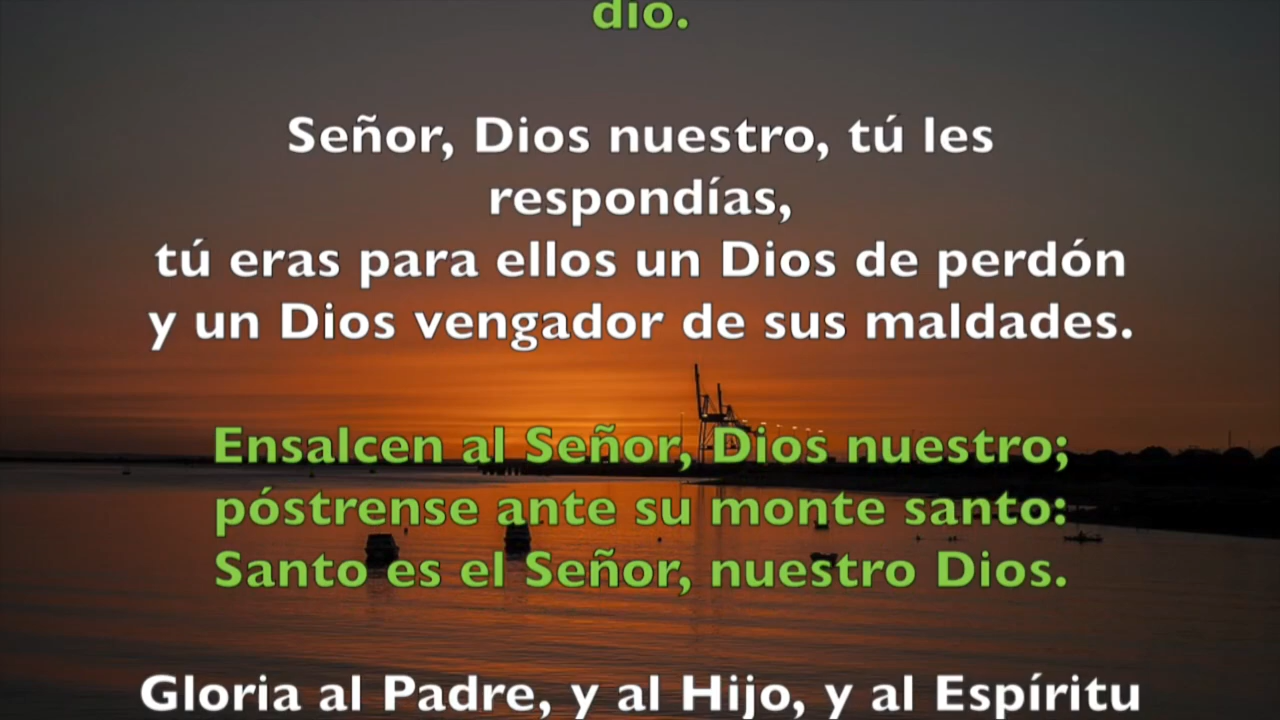 dio.
Señor, Dios nuestro, tú les
respondías,
tú eras para ellos un Dios de perdón
y un Dios vengador de sus maldades.
Ensalcen al Señor, Dios nuestro;
póstrense ante su monte santo:
Santo es el Señor, nuestro Dios.
Gloria al Padre, y al Hijo, y al Espíritu